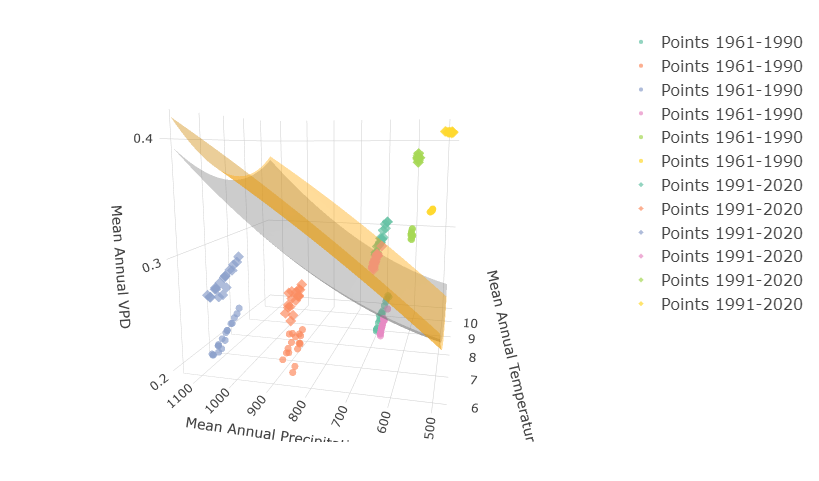 Points 1961-1990
Points 1961-1990
Points 1961-1990
Points 1961-1990
Points 1961-1990
Points 1961-1990
Points 1991-2020
Points 1991-2020
Points 1991-2020
Points 1991-2020
Points 1991-2020
Points 1991-2020
0.4
0.3
0.2
Mean Annual VPD
1100
1000
900
800
700
600
500
Mean Annual Precipitati
10
9
8
7
6
Mean Annual Temperatur